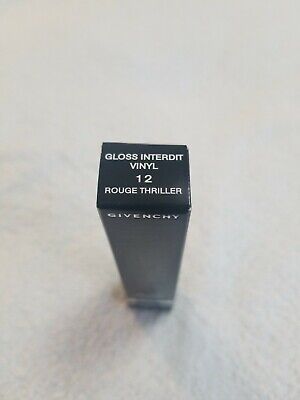 GLOSS INTERDIT
VINYL
12
ROUGE THRILLER
GIVENCHY